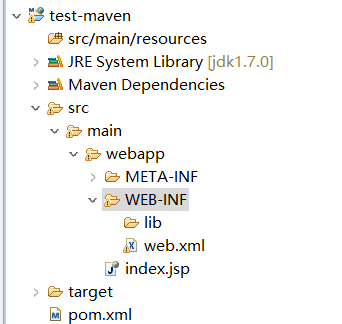 test-maven
src/main/resources
JRE System Library [jdk1.7.0]
Maven Dependencies
src
main
webapp
META-INF
WEB-INF
lib
web.xml
index.jsp
target
pom.xml